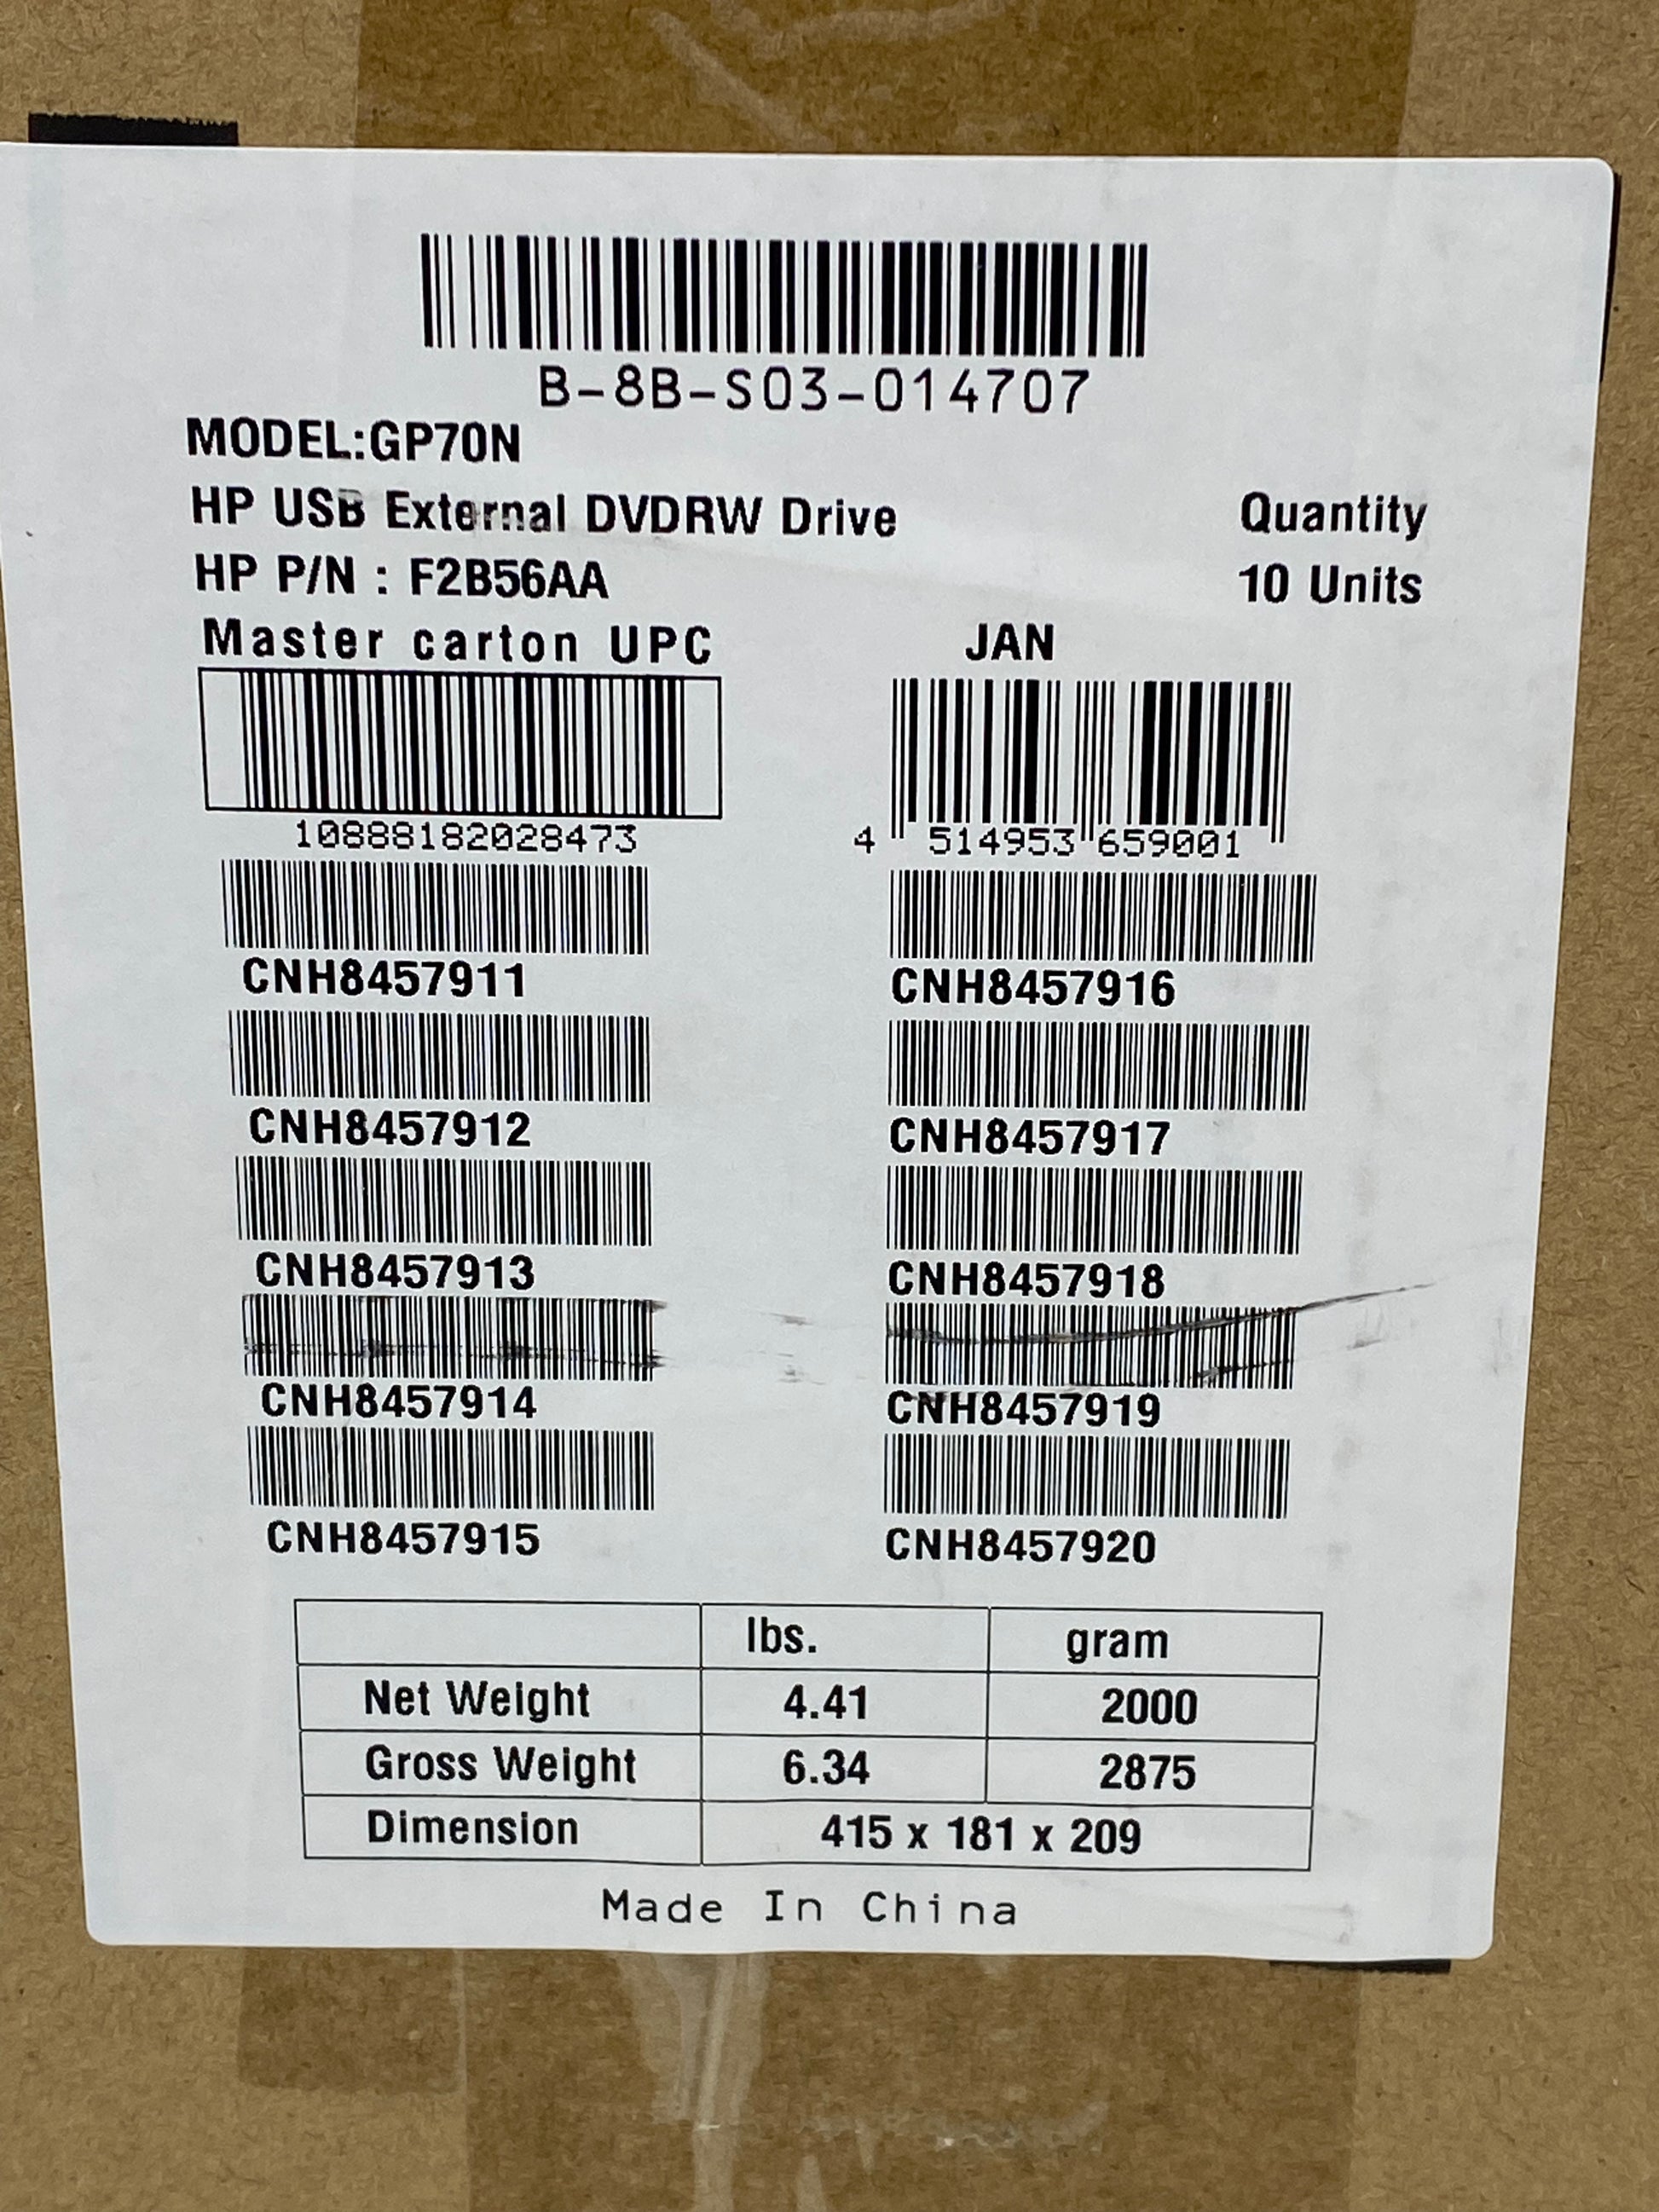 B-8B-S03-014707
MODEL:GP70N
HP USB External DVDRW Drive
Quantity
HP P/N : F2B56AA
10 Units
Master carton UPC
JAN
10888182028473
4 514953 659001
CNH8457911
CNH8457916
CNH8457912
CNH8457917
CNH8457913
CNH8457918
CNH8457914
CNH8457919
CNH8457915
CNH8457920
lbs. gram
Net Weight 4.41 2000
Gross Weight 6.34 2875
Dimension 415 x 181 x 209
Made In China